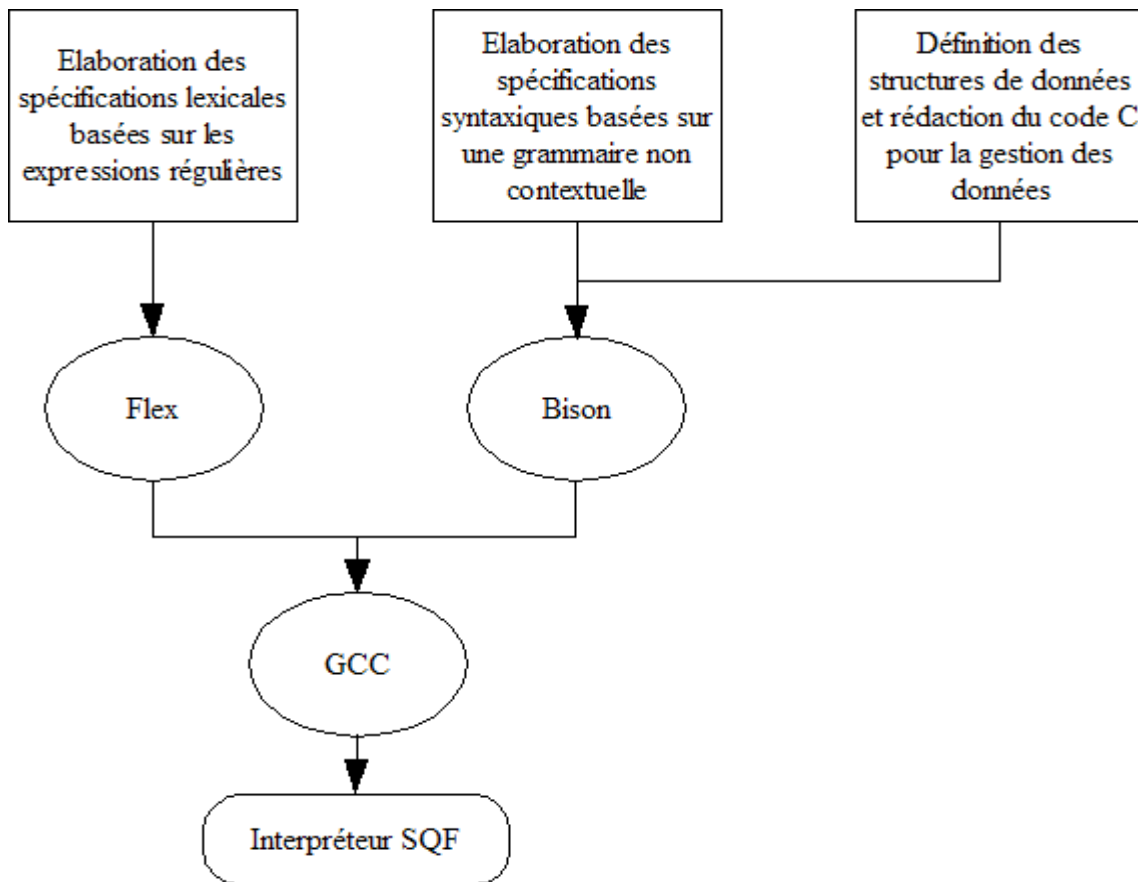 Elaboration des
spécifications lexicales
basées sur les
expressions régulières
Elaboration des
spécifications
syntaxiques basées sur
une grammaire non
contextuelle
Définition des
structures de données
et rédaction du code C
pour la gestion des
données
Flex
Bison
GCC
Interpréteur SQF